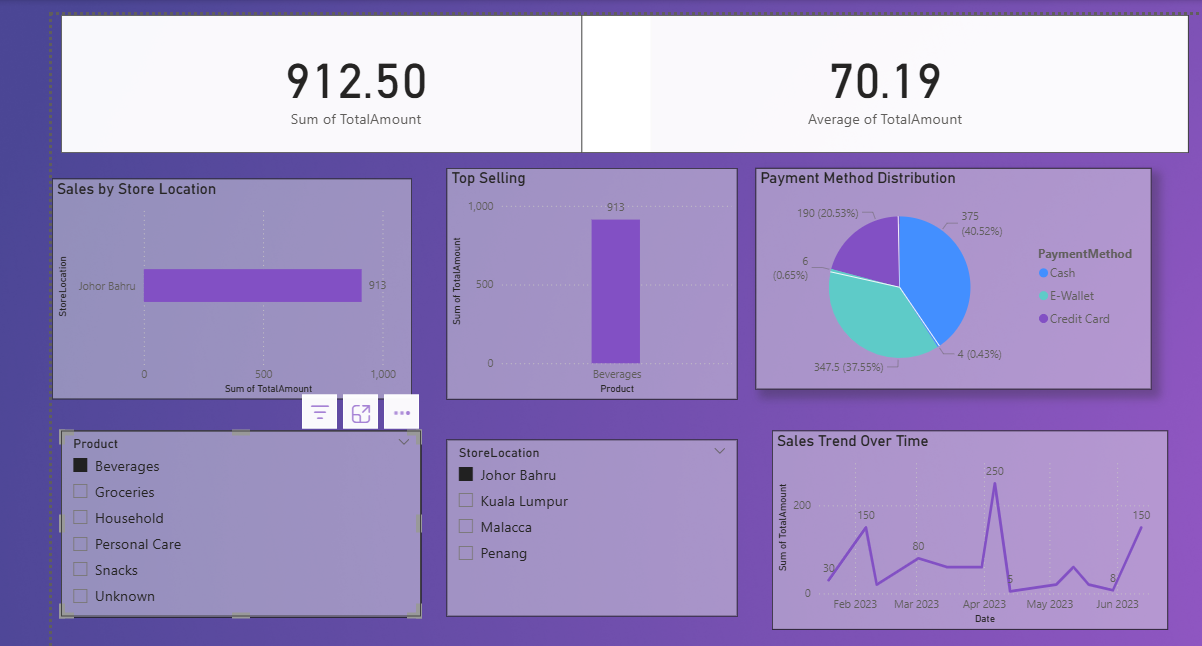 912.50
Sum of TotalAmount
70.19
Average of TotalAmount
Sales by Store Location
StoreLocation
Johor Bahru
913
0
500
1,000
Sum of TotalAmount
Top Selling
Sum of TotalAmount
1,000
500
0
913
Beverages
Product
Payment Method Distribution
190 (20.53%)
375
(40.52%)
6
(0.65%)
4 (0.43%)
347.5 (37.55%)
PaymentMethod
Cash
E-Wallet
Credit Card
Product
Beverages
Groceries
Household
Personal Care
Snacks
Unknown
StoreLocation
Johor Bahru
Kuala Lumpur
Malacca
Penang
Sales Trend Over Time
Sum of TotalAmount
200
0
30
150
80
250
5
8
150
Feb 2023
Mar 2023
Apr 2023
May 2023
Jun 2023
Date